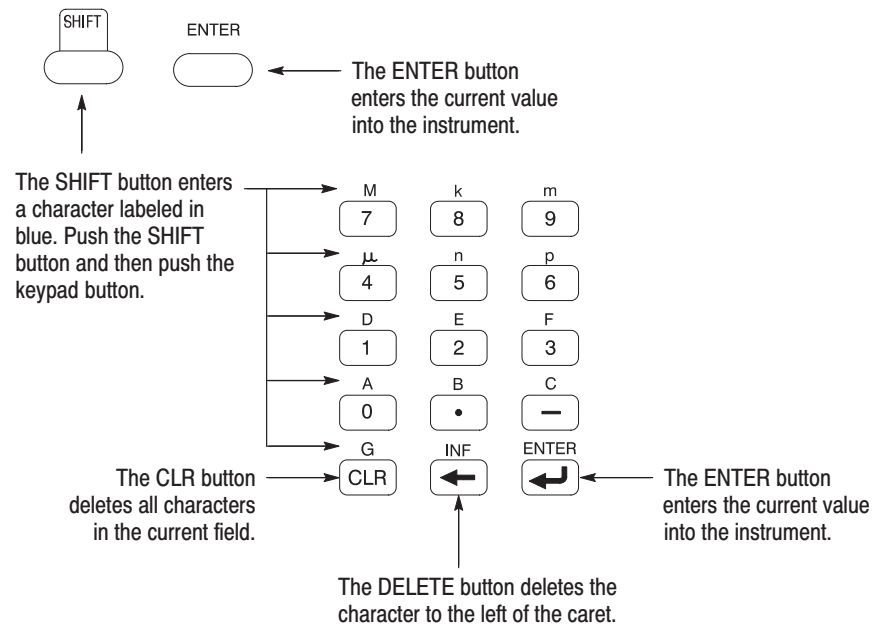 SHIFT
ENTER
The ENTER button
enters the current value
into the instrument.
The SHIFT button enters
a character labeled in
blue. Push the SHIFT
button and then push the
keypad button.
M k m
7 8 9
μ n p
4 5 6
D E F
1 2 3
A B C
0 • –
G INF ENTER
CLR ← ↵
The CLR button
deletes all characters
in the current field.
The ENTER button
enters the current value
into the instrument.
The DELETE button deletes the
character to the left of the caret.